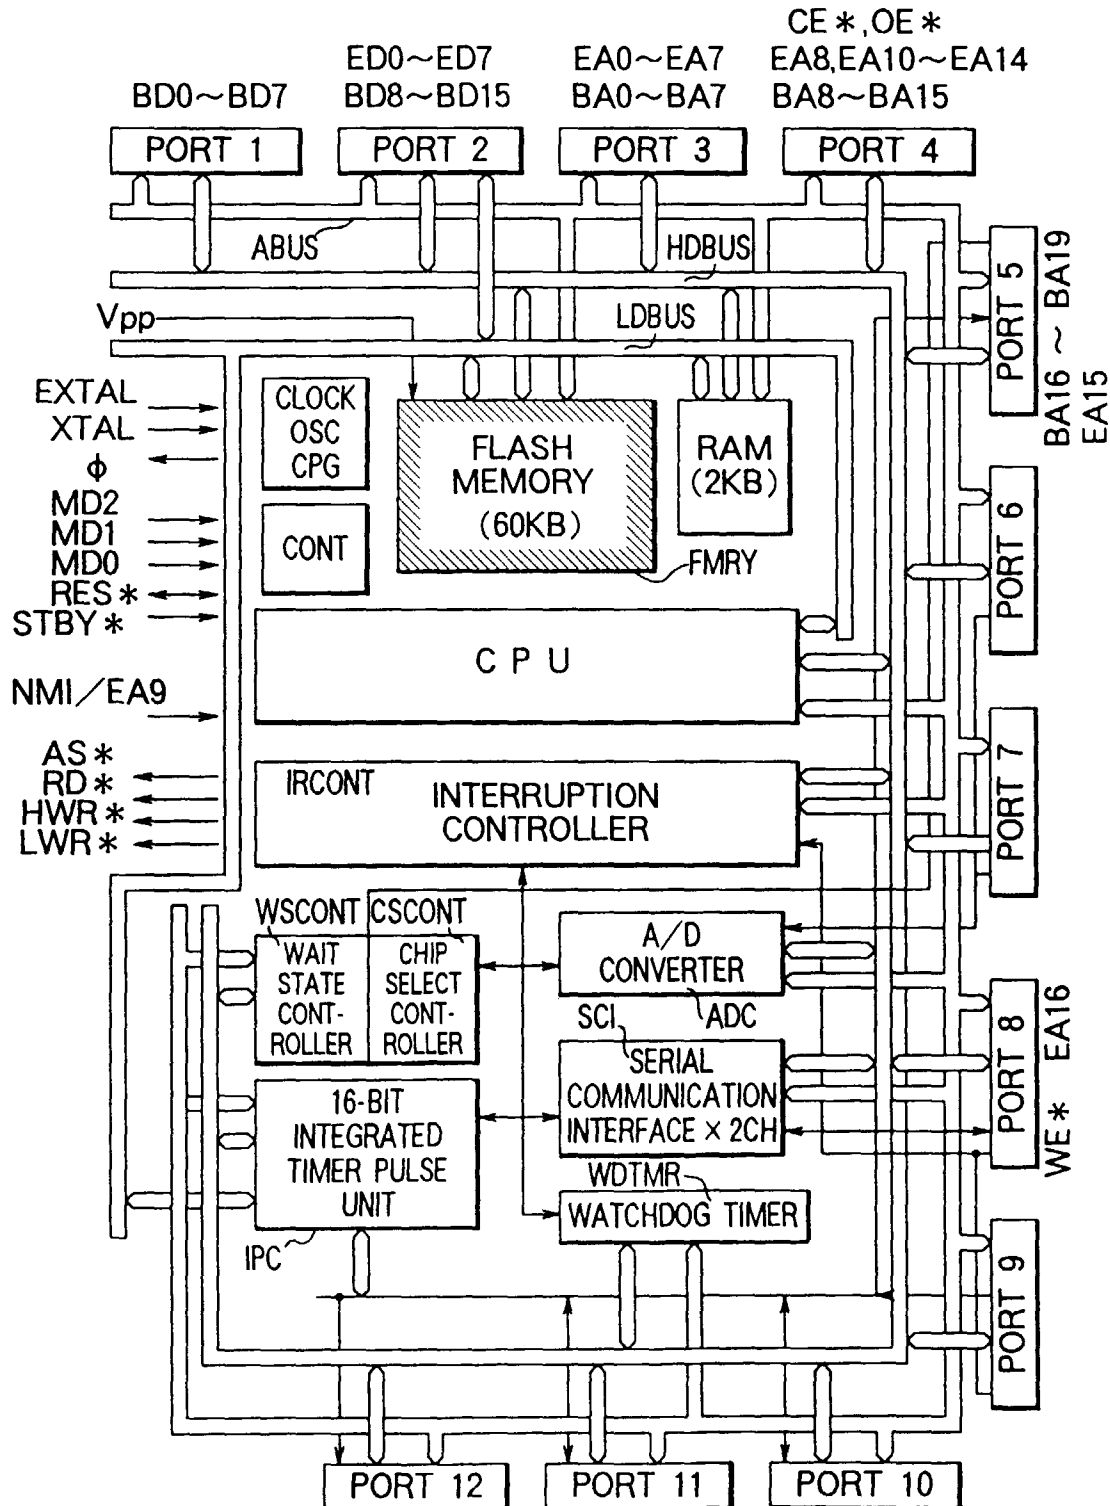 CE*,OE*
ED0~ED7
EA0~EA7
EA8,EA10~EA14
BD0~BD7
BD8~BD15
BA0~BA7
BA8~BA15
PORT 1
PORT 2
PORT 3
PORT 4
ABUS
HDBUS
PORT 5
BA16~BA19
EA15
Vpp
LDBUS
EXTAL
XTAL
ϕ
MD2
MD1
MD0
RES*
STBY*
CLOCK
OSC
CPG
CONT
FLASH
MEMORY
(60KB)
RAM
(2KB)
FMRY
PORT 6
CPU
NMI/EA9
AS*
RD*
HWR*
LWR*
IRCONT
INTERRUPTION
CONTROLLER
PORT 7
WSCONT
CSCONT
WAIT
STATE
CONT-
ROLLER
CHIP
SELECT
CONT-
ROLLER
A/D
CONVERTER
ADC
SCI
SERIAL
COMMUNICATION
INTERFACE×2CH
PORT 8
WE*
EA16
16-BIT
INTEGRATED
TIMER PULSE
UNIT
IPC
WDTMR
WATCHDOG TIMER
PORT 9
PORT 12
PORT 11
PORT 10